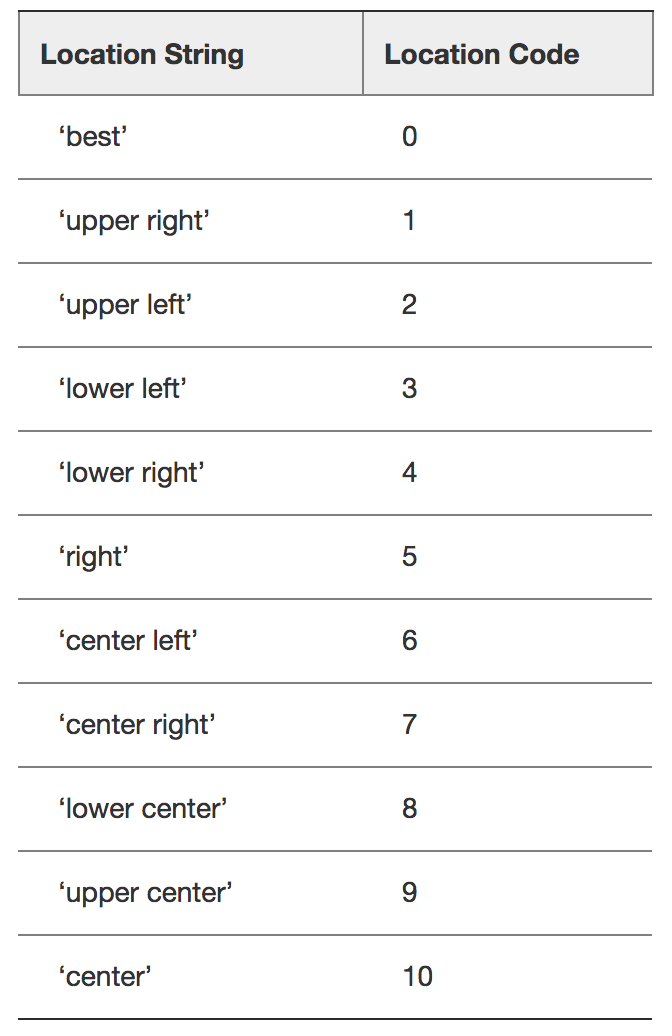 Location String Location Code
‘best’ 0
‘upper right’ 1
‘upper left’ 2
‘lower left’ 3
‘lower right’ 4
‘right’ 5
‘center left’ 6
‘center right’ 7
‘lower center’ 8
‘upper center’ 9
‘center’ 10